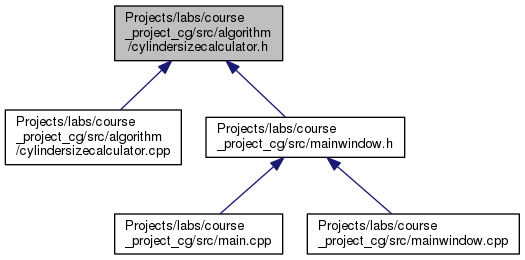 Projects/labs/course
_project_cg/src/algorithm
/cylindersizecalculator.h
Projects/labs/course
_project_cg/src/algorithm
/cylindersizecalculator.cpp
Projects/labs/course
_project_cg/src/mainwindow.h
Projects/labs/course
_project_cg/src/main.cpp
Projects/labs/course
_project_cg/src/mainwindow.cpp